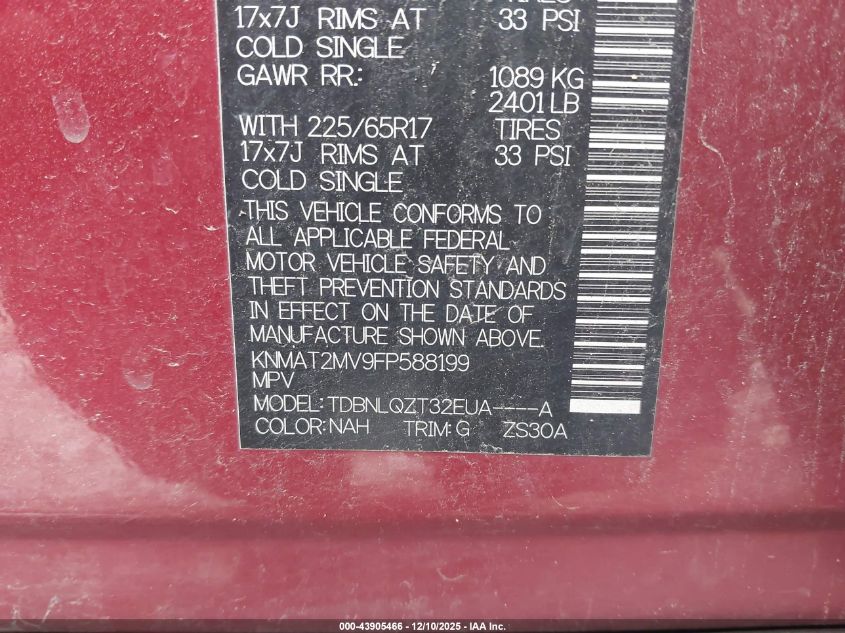 TIRES
17x7J RIMS AT 33 PSI
COLD SINGLE
GAWR RR.: 1089 KG
2401 LB
WITH 225/65R17 TIRES
17x7J RIMS AT 33 PSI
COLD SINGLE
THIS VEHICLE CONFORMS TO
ALL APPLICABLE FEDERAL
MOTOR VEHICLE SAFETY AND
THEFT PREVENTION STANDARDS
IN EFFECT ON THE DATE OF
MANUFACTURE SHOWN ABOVE.
KNMAT2MV9FP588199
MPV
MODEL: TDBNLQZT32EUA----A
COLOR: NAH TRIM: G ZS30A
000-43905466 - 12/10/2025 - IAA Inc.